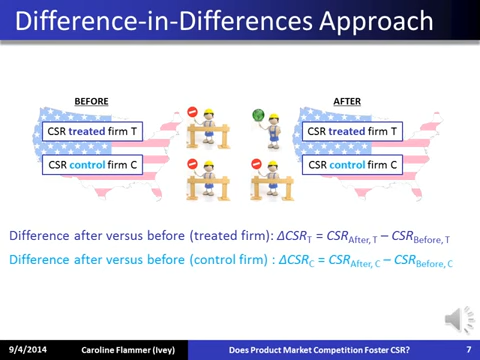 Difference-in-Differences Approach
BEFORE
AFTER
CSR treated firm T
CSR treated firm T
CSR control firm C
CSR control firm C
Difference after versus before (treated firm): ΔCSR_T = CSR_After, T – CSR_Before, T
Difference after versus before (control firm) : ΔCSR_C = CSR_After, C – CSR_Before, C
9/4/2014 Caroline Flammer (Ivey) Does Product Market Competition Foster CSR? 7